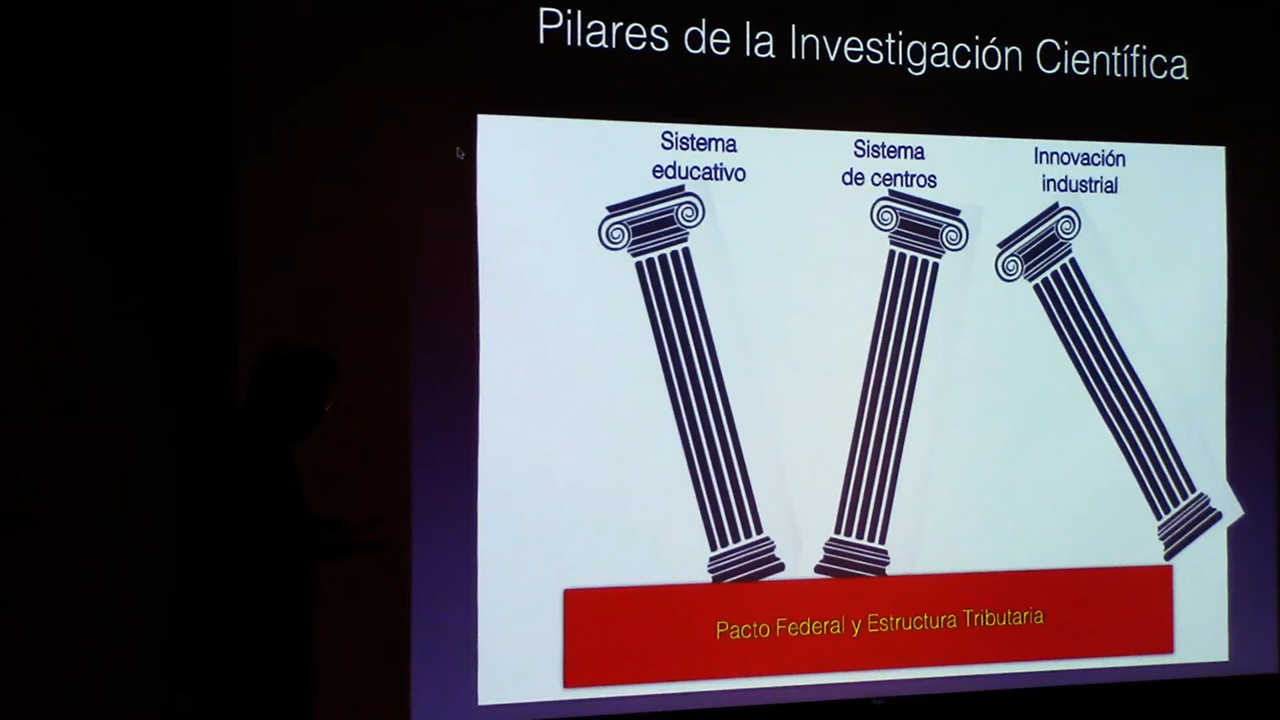 Pilares de la Investigación Científica
Sistema
educativo
Sistema
de centros
Innovación
industrial
Pacto Federal y Estructura Tributaria